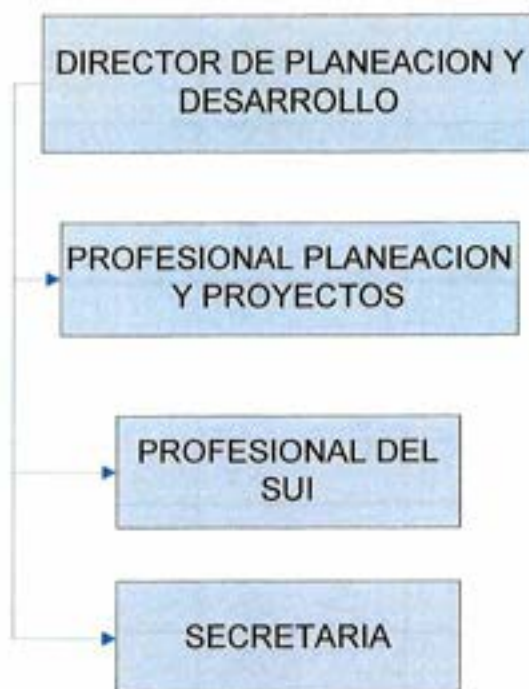 DIRECTOR DE PLANEACION Y
DESARROLLO
PROFESIONAL PLANEACION
Y PROYECTOS
PROFESIONAL DEL
SUI
SECRETARIA